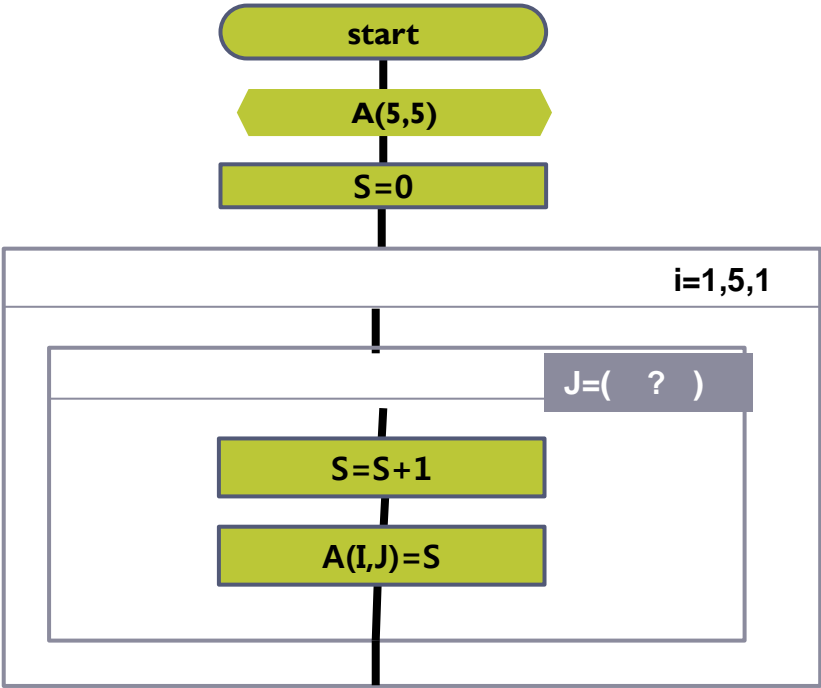 start
A(5,5)
S=0
i=1,5,1
J=( ? )
S=S+1
A(I,J)=S